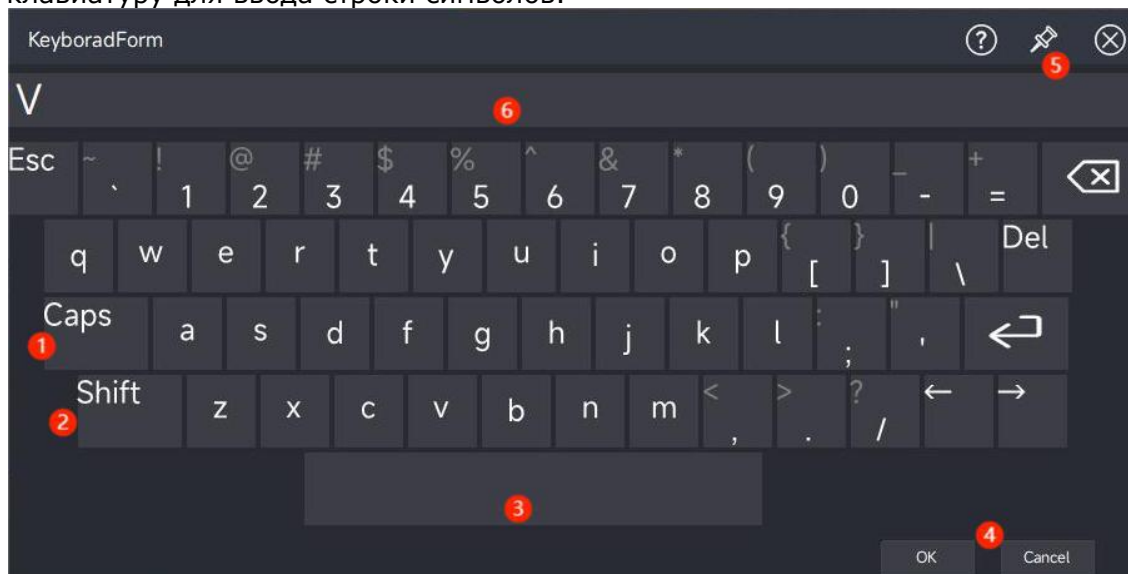 клавиатуру для ввода строки символов.
KeyboradForm ? 5
V 6
Esc ~ ` ! 1 @ 2 # 3 $ 4 % 5 ^ 6 & 7 * 8 ( 9 ) 0 _ - + =
q w e r t y u i o p { [ } ] | \ Del
Caps 1 a s d f g h j k l : ; " '
Shift 2 z x c v b n m < , > . ? / ← →
3
4
OK Cancel